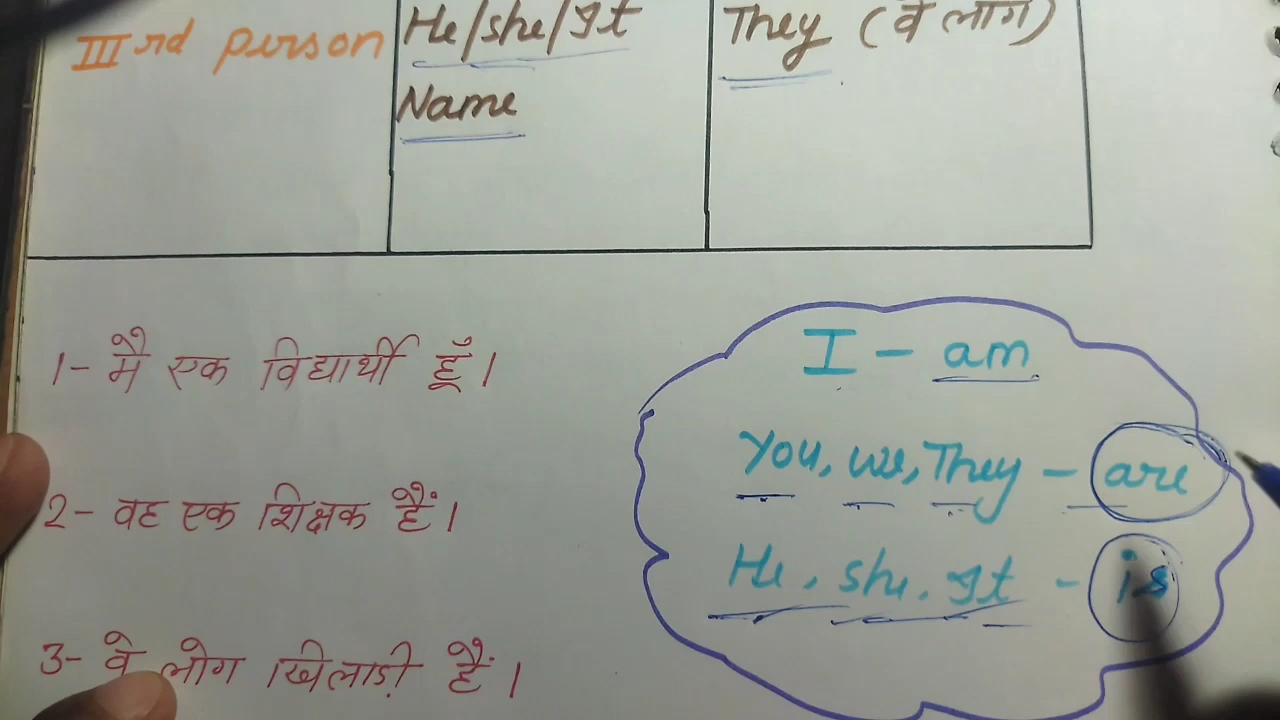 IIIrd person
He/she/It
Name
They (वे लोग)
1- मै एक विद्यार्थी हूँ।
2- वह एक शिक्षक हैं।
3- वे लोग खिलाड़ी हैं।
I - am
You, we, They - are
He, she, It - is